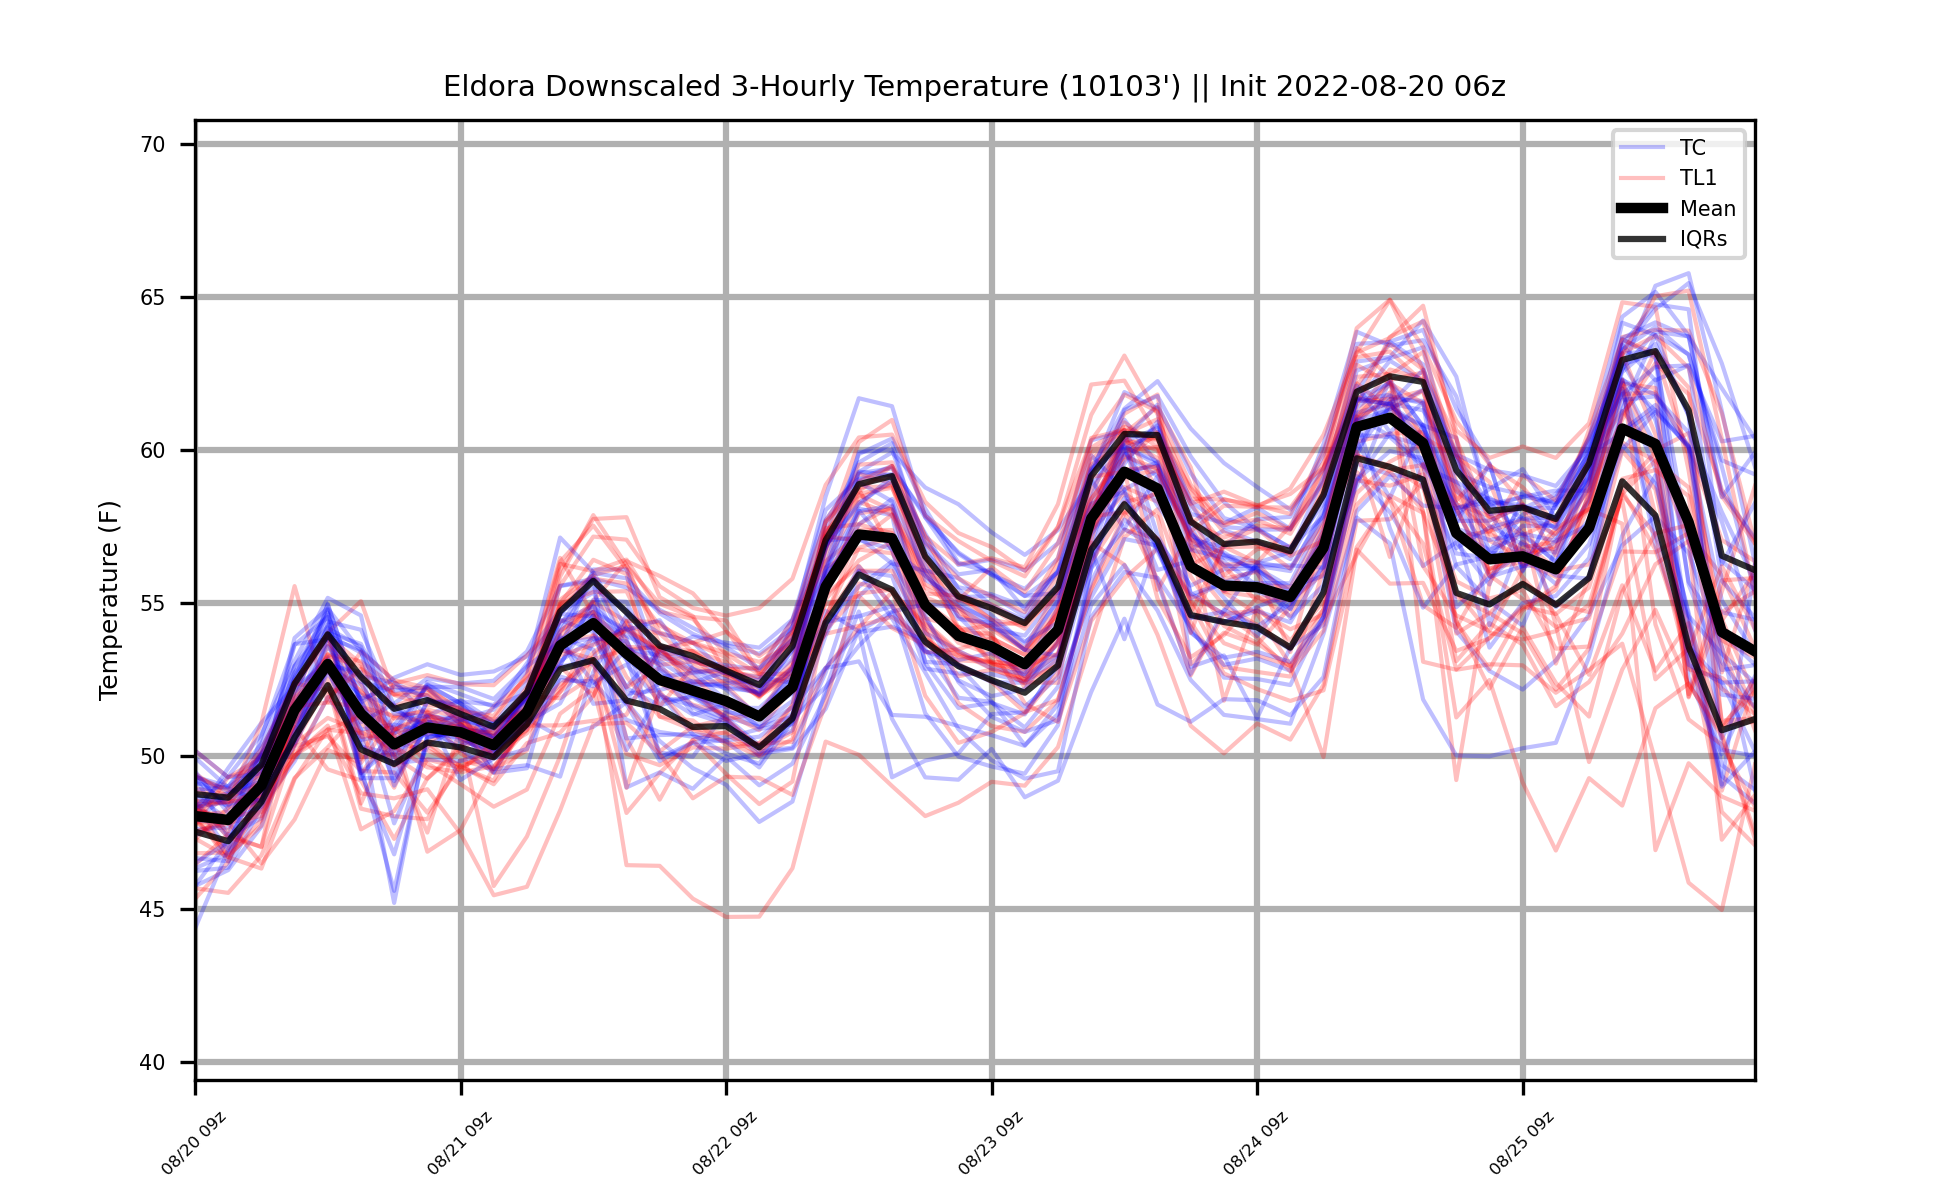 Eldora Downscaled 3-Hourly Temperature (10103') || Init 2022-08-20 06z
70
65
60
55
50
45
40
Temperature (F)
TC
TL1
Mean
IQRs
08/20 09z
08/21 09z
08/22 09z
08/23 09z
08/24 09z
08/25 09z